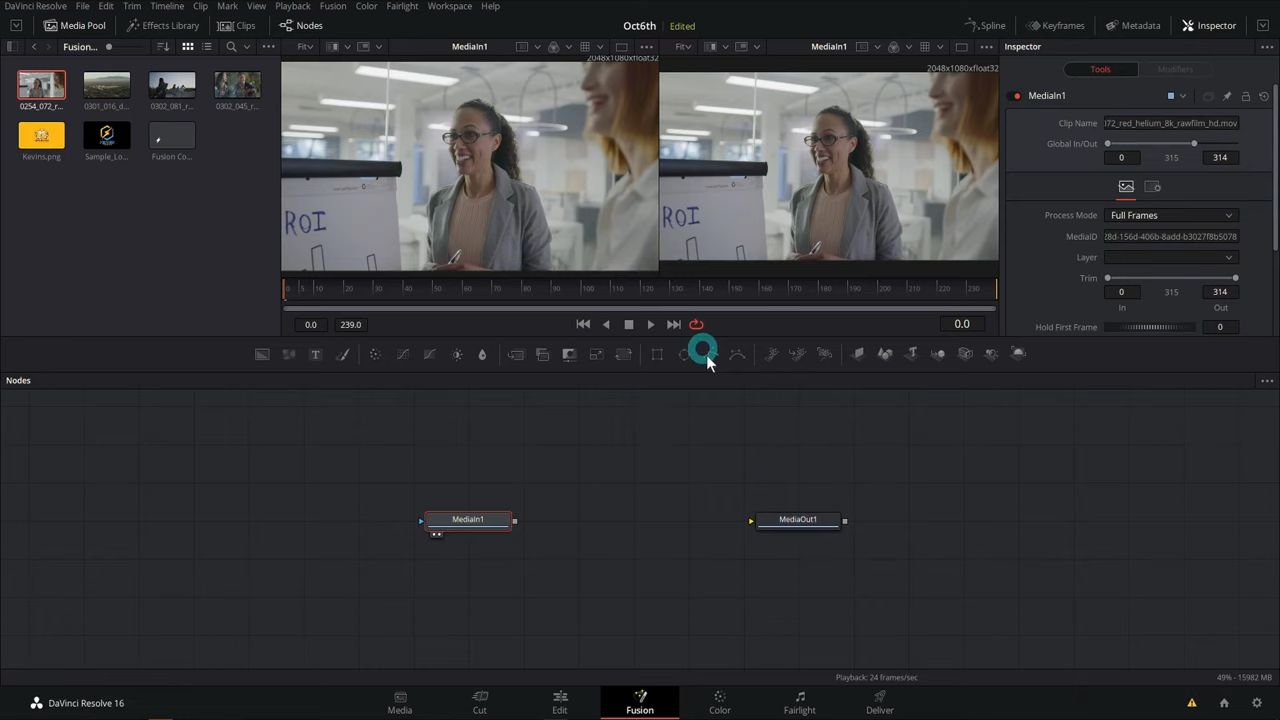 DaVinci Resolve File Edit Trim Timeline Clip Mark View Playback Fusion Color Fairlight Workspace Help
Media Pool Effects Library Clips Nodes Oct6th Edited Spline Keyframes Metadata Inspector
Fusion... Fit MediaIn1 Fit MediaIn1 Inspector
2048x1080xfloat32
2048x1080xfloat32
Tools Modifiers
MediaIn1
0254_072_r... 0301_016_d... 0302_081_r... 0302_045_r...
Clip Name 072_red_helium_8k_rawfilm_hd.mov
Global In/Out
0 315 314
Kevins.png Sample_Lo... Fusion Co...
ROI
ROI
Process Mode Full Frames
MediaID 28d-156d-406b-8add-b3027f8b5078
Layer
Trim
0 315 314
In Out
0 5 10 20 30 40 50 60 70 80 90 100 110 120 130 140 150 160 170 180 190 200 210 220 230
Hold First Frame 0
0.0 239.0 0.0
Nodes
MediaIn1 MediaOut1
Playback: 24 frames/sec 49% - 15982 MB
DaVinci Resolve 16
Media Cut Edit Fusion Color Fairlight Deliver